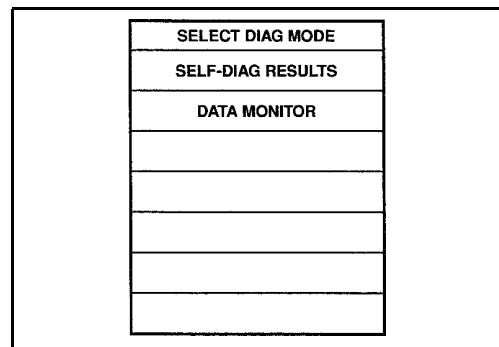 SELECT DIAG MODE
SELF-DIAG RESULTS
DATA MONITOR